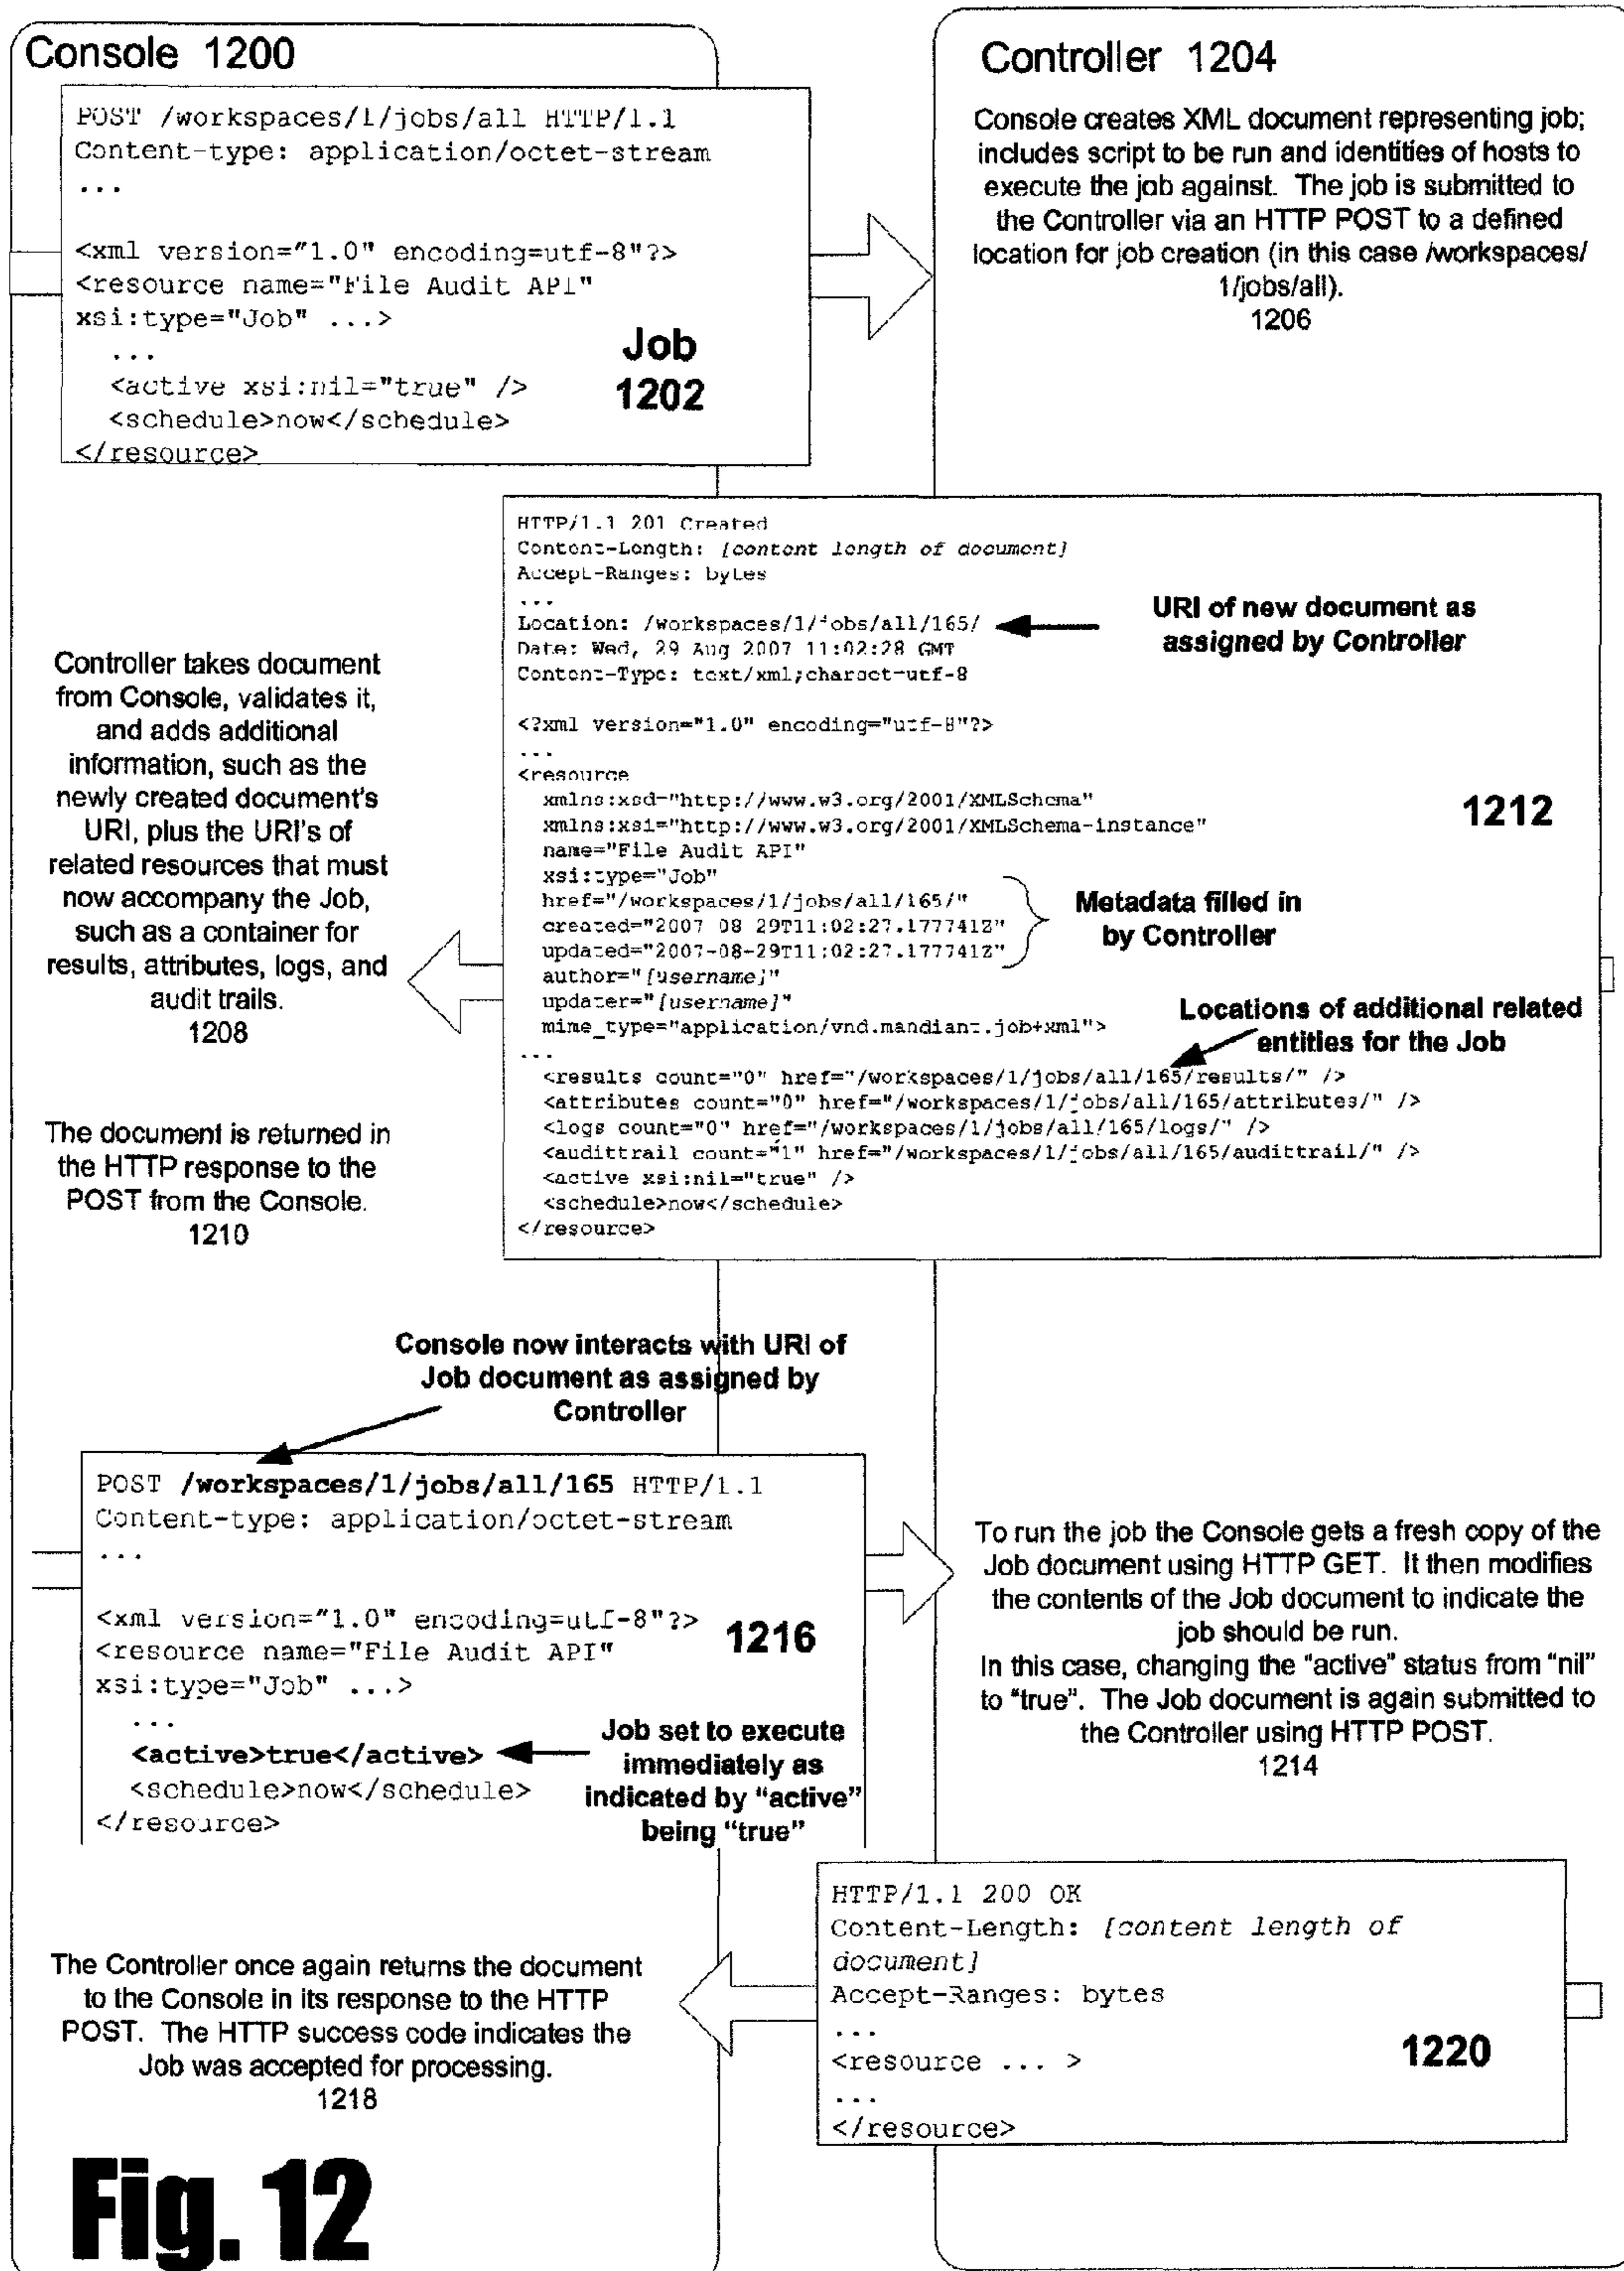 Console 1200
POST /workspaces/1/jobs/all HTTP/1.1
Content-type: application/octet-stream
...
<xml version="1.0" encoding=utf-8"?>
<resource name="File Audit API"
xsi:type="Job" ...>
...
<active xsi:nil="true" />
<schedule>now</schedule>
</resource>
Job
1202
Controller 1204
Console creates XML document representing job;
includes script to be run and identities of hosts to
execute the job against. The job is submitted to
the Controller via an HTTP POST to a defined
location for job creation (in this case /workspaces/
1/jobs/all).
1206
HTTP/1.1 201 Created
Content-Length: [content length of document]
Accept-Ranges: bytes
...
Location: /workspaces/1/jobs/all/165/
Date: Wed, 29 Aug 2007 11:02:28 GMT
Content-Type: text/xml;charset=utf-8
<?xml version="1.0" encoding="utf-8"?>
...
<resource
xmlns:xsd="http://www.w3.org/2001/XMLSchema"
xmlns:xsi="http://www.w3.org/2001/XMLSchema-instance"
name="File Audit API"
xsi:type="Job"
href="/workspaces/1/jobs/all/165/"
created="2007-08-29T11:02:27.177741Z"
updated="2007-08-29T11:02:27.177741Z"
author="[username]"
updater="[username]"
mime_type="application/vnd.mandiant.job+xml">
...
<results count="0" href="/workspaces/1/jobs/all/165/results/" />
<attributes count="0" href="/workspaces/1/jobs/all/165/attributes/" />
<logs count="0" href="/workspaces/1/jobs/all/165/logs/" />
<audittrail count="1" href="/workspaces/1/jobs/all/165/audittrail/" />
<active xsi:nil="true" />
<schedule>now</schedule>
</resource>
URI of new document as
assigned by Controller
1212
Metadata filled in
by Controller
Locations of additional related
entities for the Job
Controller takes document
from Console, validates it,
and adds additional
information, such as the
newly created document's
URI, plus the URI's of
related resources that must
now accompany the Job,
such as a container for
results, attributes, logs, and
audit trails.
1208
The document is returned in
the HTTP response to the
POST from the Console.
1210
Console now interacts with URI of
Job document as assigned by
Controller
POST /workspaces/1/jobs/all/165 HTTP/1.1
Content-type: application/octet-stream
...
<xml version="1.0" encoding=utf-8"?>
<resource name="File Audit API"
xsi:type="Job" ...>
...
<active>true</active>
<schedule>now</schedule>
</resource>
1216
Job set to execute
immediately as
indicated by “active”
being “true”
To run the job the Console gets a fresh copy of the
Job document using HTTP GET. It then modifies
the contents of the Job document to indicate the
job should be run.
In this case, changing the “active” status from “nil”
to “true”. The Job document is again submitted to
the Controller using HTTP POST.
1214
HTTP/1.1 200 OK
Content-Length: [content length of
document]
Accept-Ranges: bytes
...
<resource ... >
...
</resource>
1220
The Controller once again returns the document
to the Console in its response to the HTTP
POST. The HTTP success code indicates the
Job was accepted for processing.
1218
Fig. 12